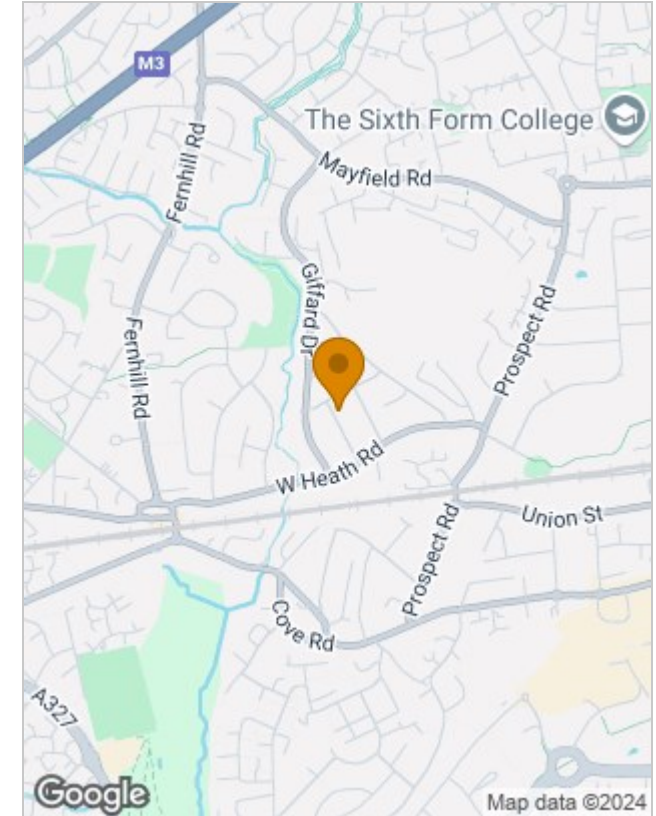 M3
The Sixth Form College
Mayfield Rd
Fernhill Rd
Giffard Dr
Prospect Rd
Fernhill Rd
W Heath Rd
Union St
Prospect Rd
Cove Rd
A327
Google
Map data ©2024